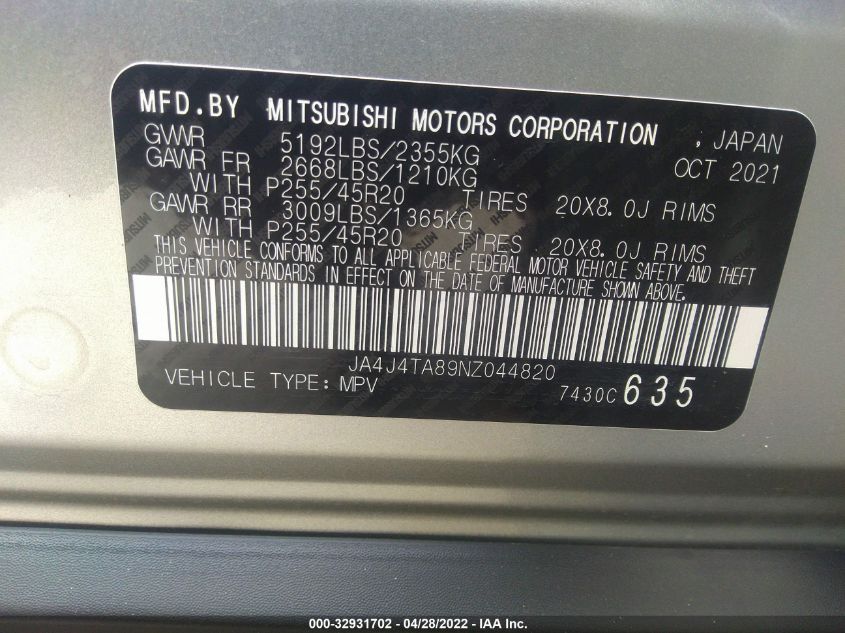 MFD.BY MITSUBISHI MOTORS CORPORATION , JAPAN
GVWR 5192LBS/2355KG OCT 2021
GAWR FR 2668LBS/1210KG
WITH P255/45R20 TIRES 20X8.0J RIMS
GAWR RR 3009LBS/1365KG
WITH P255/45R20 TIRES 20X8.0J RIMS
THIS VEHICLE CONFORMS TO ALL APPLICABLE FEDERAL MOTOR VEHICLE SAFETY AND THEFT
PREVENTION STANDARDS IN EFFECT ON THE DATE OF MANUFACTURE SHOWN ABOVE.
JA4J4TA89NZ044820
VEHICLE TYPE: MPV 7430C 635
000-32931702 - 04/28/2022 - IAA Inc.